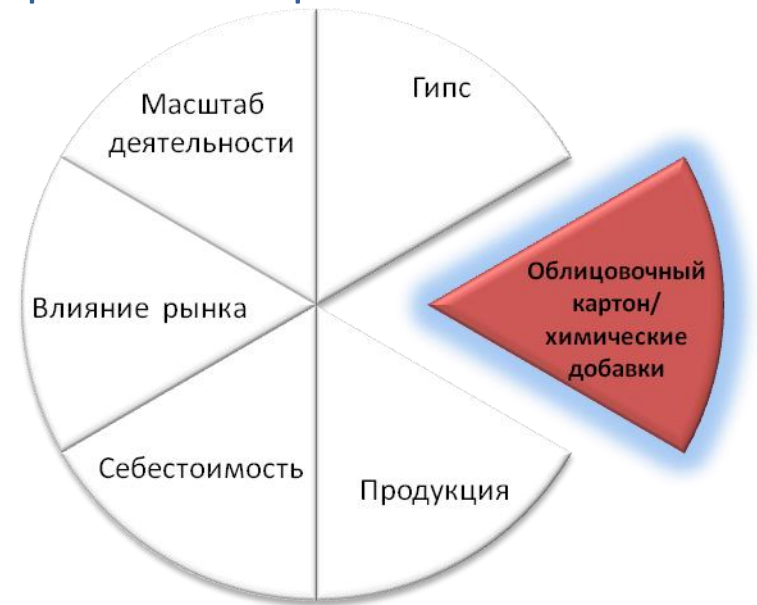 Масштаб
деятельности
Гипс
Облицовочный
картон/
химические
добавки
Влияние рынка
Себестоимость
Продукция